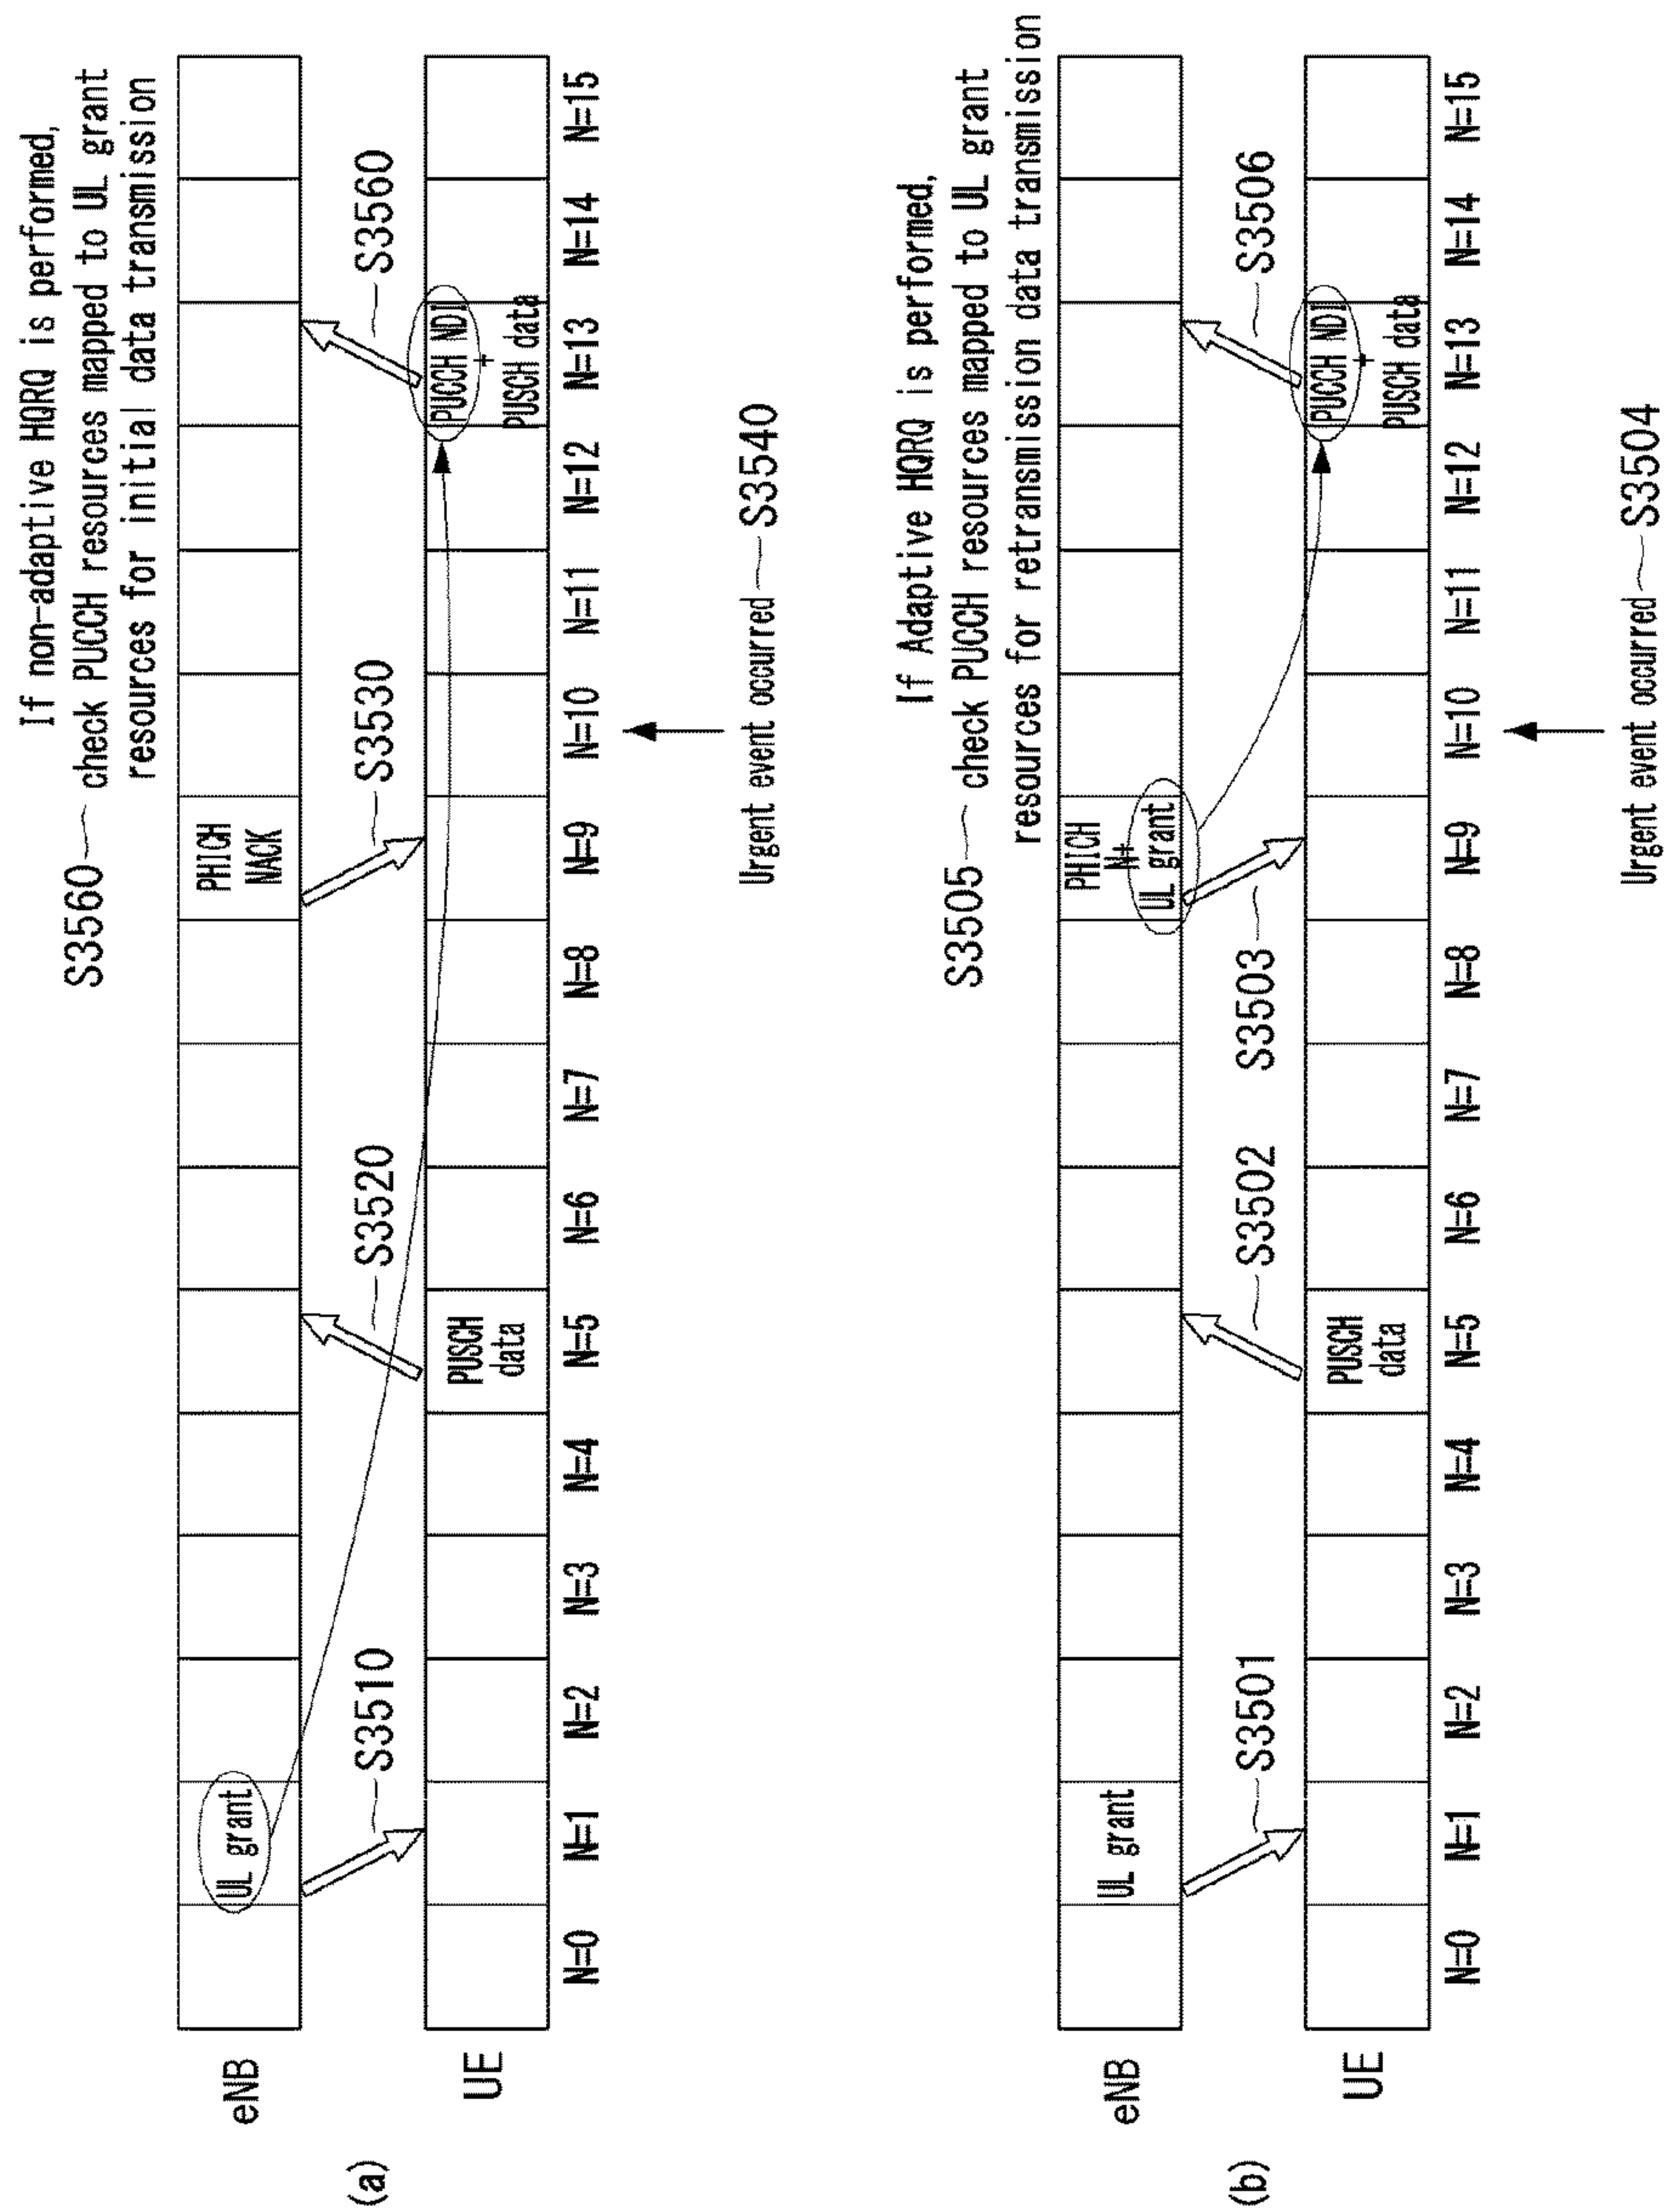 (a)
S3560
If non-adaptive HQRQ is performed,
check PUCCH resources mapped to UL grant
resources for initial data transmission
eNB
UL grant
PHICH
NACK
S3510
S3520
S3530
S3560
UE
PUSCH
data
PUCCH NDI
+
PUSCH data
N=0 N=1 N=2 N=3 N=4 N=5 N=6 N=7 N=8 N=9 N=10 N=11 N=12 N=13 N=14 N=15
Urgent event occurred
S3540
(b)
S3505
If Adaptive HQRQ is performed,
check PUCCH resources mapped to UL grant
resources for retransmission data transmission
eNB
UL grant
PHICH
N+
UL grant
S3501
S3502
S3503
S3506
UE
PUSCH
data
PUCCH NDI
+
PUSCH data
N=0 N=1 N=2 N=3 N=4 N=5 N=6 N=7 N=8 N=9 N=10 N=11 N=12 N=13 N=14 N=15
Urgent event occurred
S3504